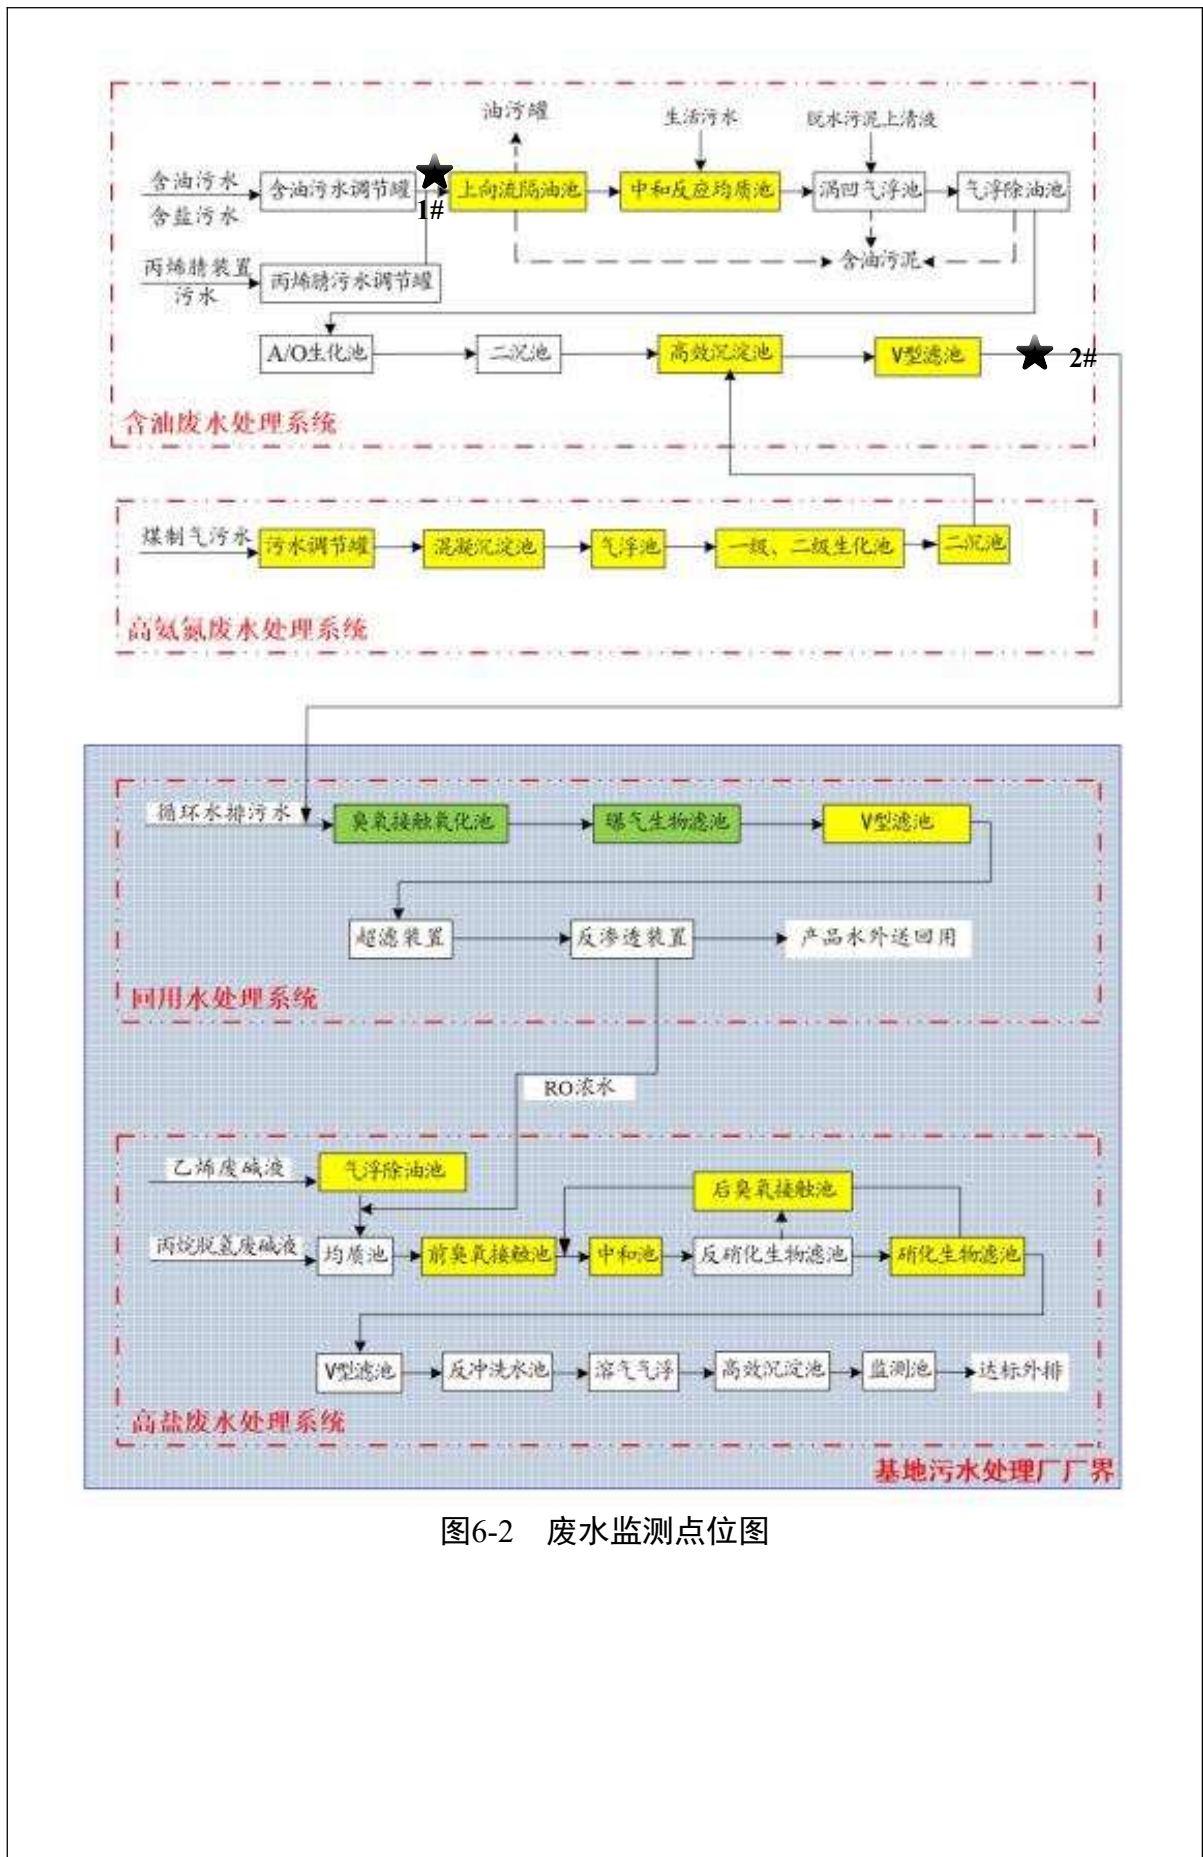 油污罐
生活污水
脱水污泥上清液
含油污水
含盐污水
含油污水调节罐
1#
上向流隔油池
中和反应均质池
涡凹气浮池
气浮除油池
丙烯腈装置
污水
丙烯腈污水调节罐
含油污泥
A/O生化池
二沉池
高效沉淀池
V型滤池
2#
含油废水处理系统
煤制气污水
污水调节罐
混凝沉淀池
气浮池
一级、二级生化池
二沉池
高氨氮废水处理系统
循环水排污水
臭氧接触氧化池
曝气生物滤池
V型滤池
超滤装置
反渗透装置
产品水外送回用
回用水处理系统
RO浓水
乙烯废碱液
气浮除油池
后臭氧接触池
丙烷脱氢废碱液
均质池
前臭氧接触池
中和池
反硝化生物滤池
硝化生物滤池
V型滤池
反冲洗水池
溶气气浮
高效沉淀池
监测池
达标外排
高盐废水处理系统
基地污水处理厂厂界
图6-2 废水监测点位图